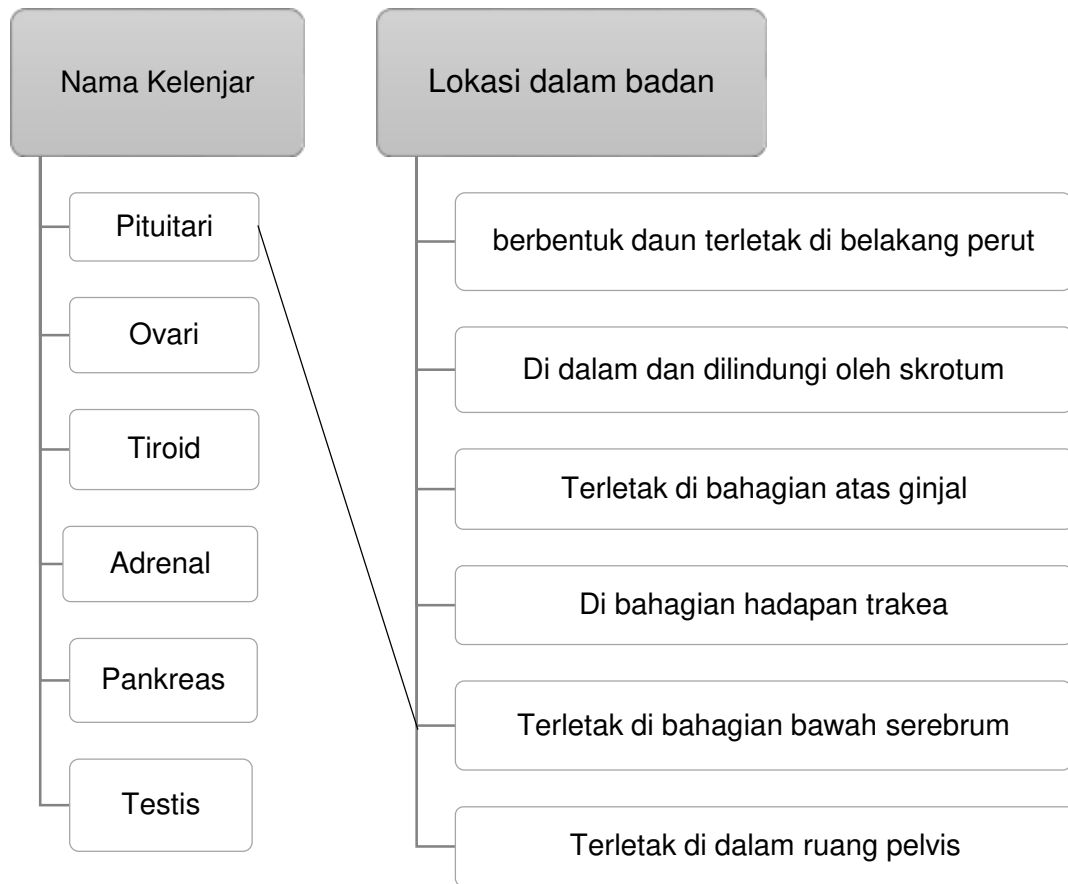 Nama Kelenjar
Pituitari
Ovari
Tiroid
Adrenal
Pankreas
Testis
Lokasi dalam badan
berbentuk daun terletak di belakang perut
Di dalam dan dilindungi oleh skrotum
Terletak di bahagian atas ginjal
Di bahagian hadapan trakea
Terletak di bahagian bawah serebrum
Terletak di dalam ruang pelvis